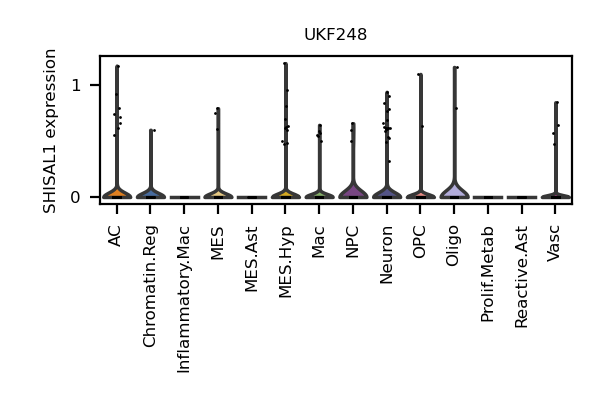 UKF248
SHISAL1 expression
1
0
AC
Chromatin.Reg
Inflammatory.Mac
MES
MES.Ast
MES.Hyp
Mac
NPC
Neuron
OPC
Oligo
Prolif.Metab
Reactive.Ast
Vasc